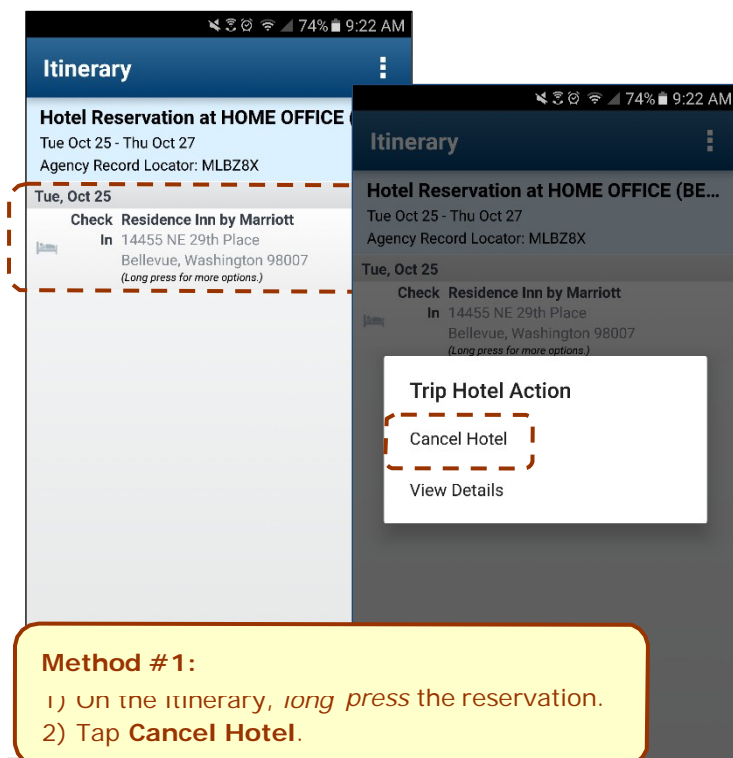 74% 9:22 AM
Itinerary
Hotel Reservation at HOME OFFICE (
Tue Oct 25 - Thu Oct 27
Agency Record Locator: MLBZ8X
Tue, Oct 25
Check Residence Inn by Marriott
In 14455 NE 29th Place
Bellevue, Washington 98007
(Long press for more options.)
74% 9:22 AM
Itinerary
Hotel Reservation at HOME OFFICE (BE...
Tue Oct 25 - Thu Oct 27
Agency Record Locator: MLBZ8X
Tue, Oct 25
Check Residence Inn by Marriott
In 14455 NE 29th Place
Bellevue, Washington 98007
(Long press for more options.)
Trip Hotel Action
Cancel Hotel
View Details
Method #1:
1) On the itinerary, long press the reservation.
2) Tap Cancel Hotel.